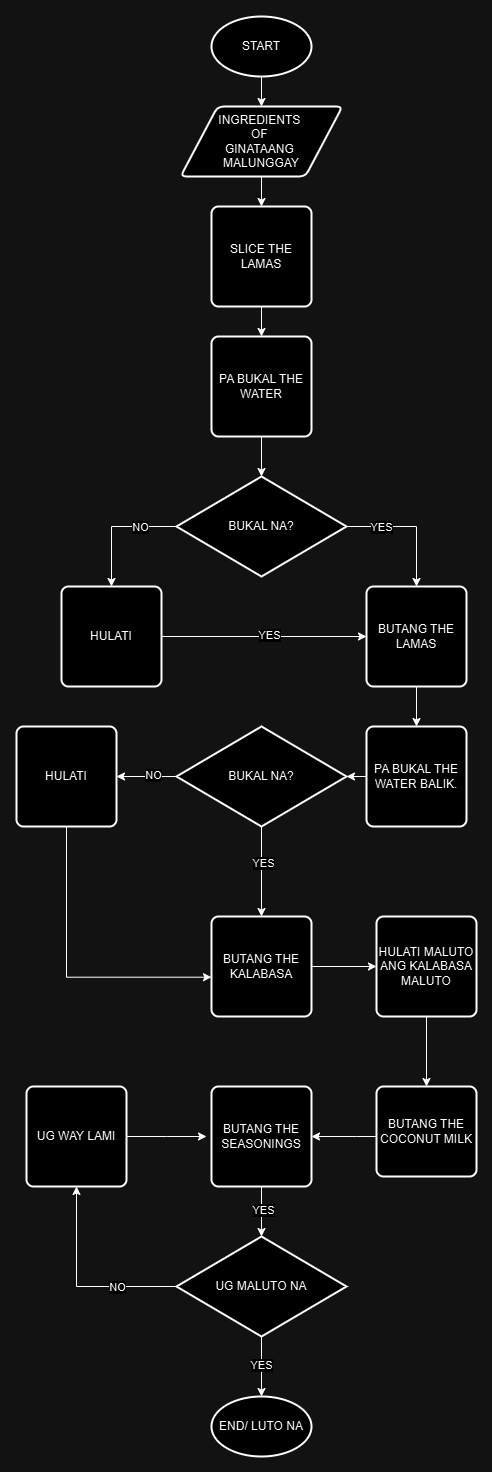 START
INGREDIENTS
OF
GINATAANG
MALUNGGAY
SLICE THE
LAMAS
PA BUKAL THE
WATER
BUKAL NA?
NO
YES
HULATI
YES
BUTANG THE
LAMAS
PA BUKAL THE
WATER BALIK.
BUKAL NA?
NO
HULATI
YES
BUTANG THE
KALABASA
HULATI MALUTO
ANG KALABASA
MALUTO
BUTANG THE
COCONUT MILK
BUTANG THE
SEASONINGS
UG WAY LAMI
YES
UG MALUTO NA
NO
YES
END/ LUTO NA